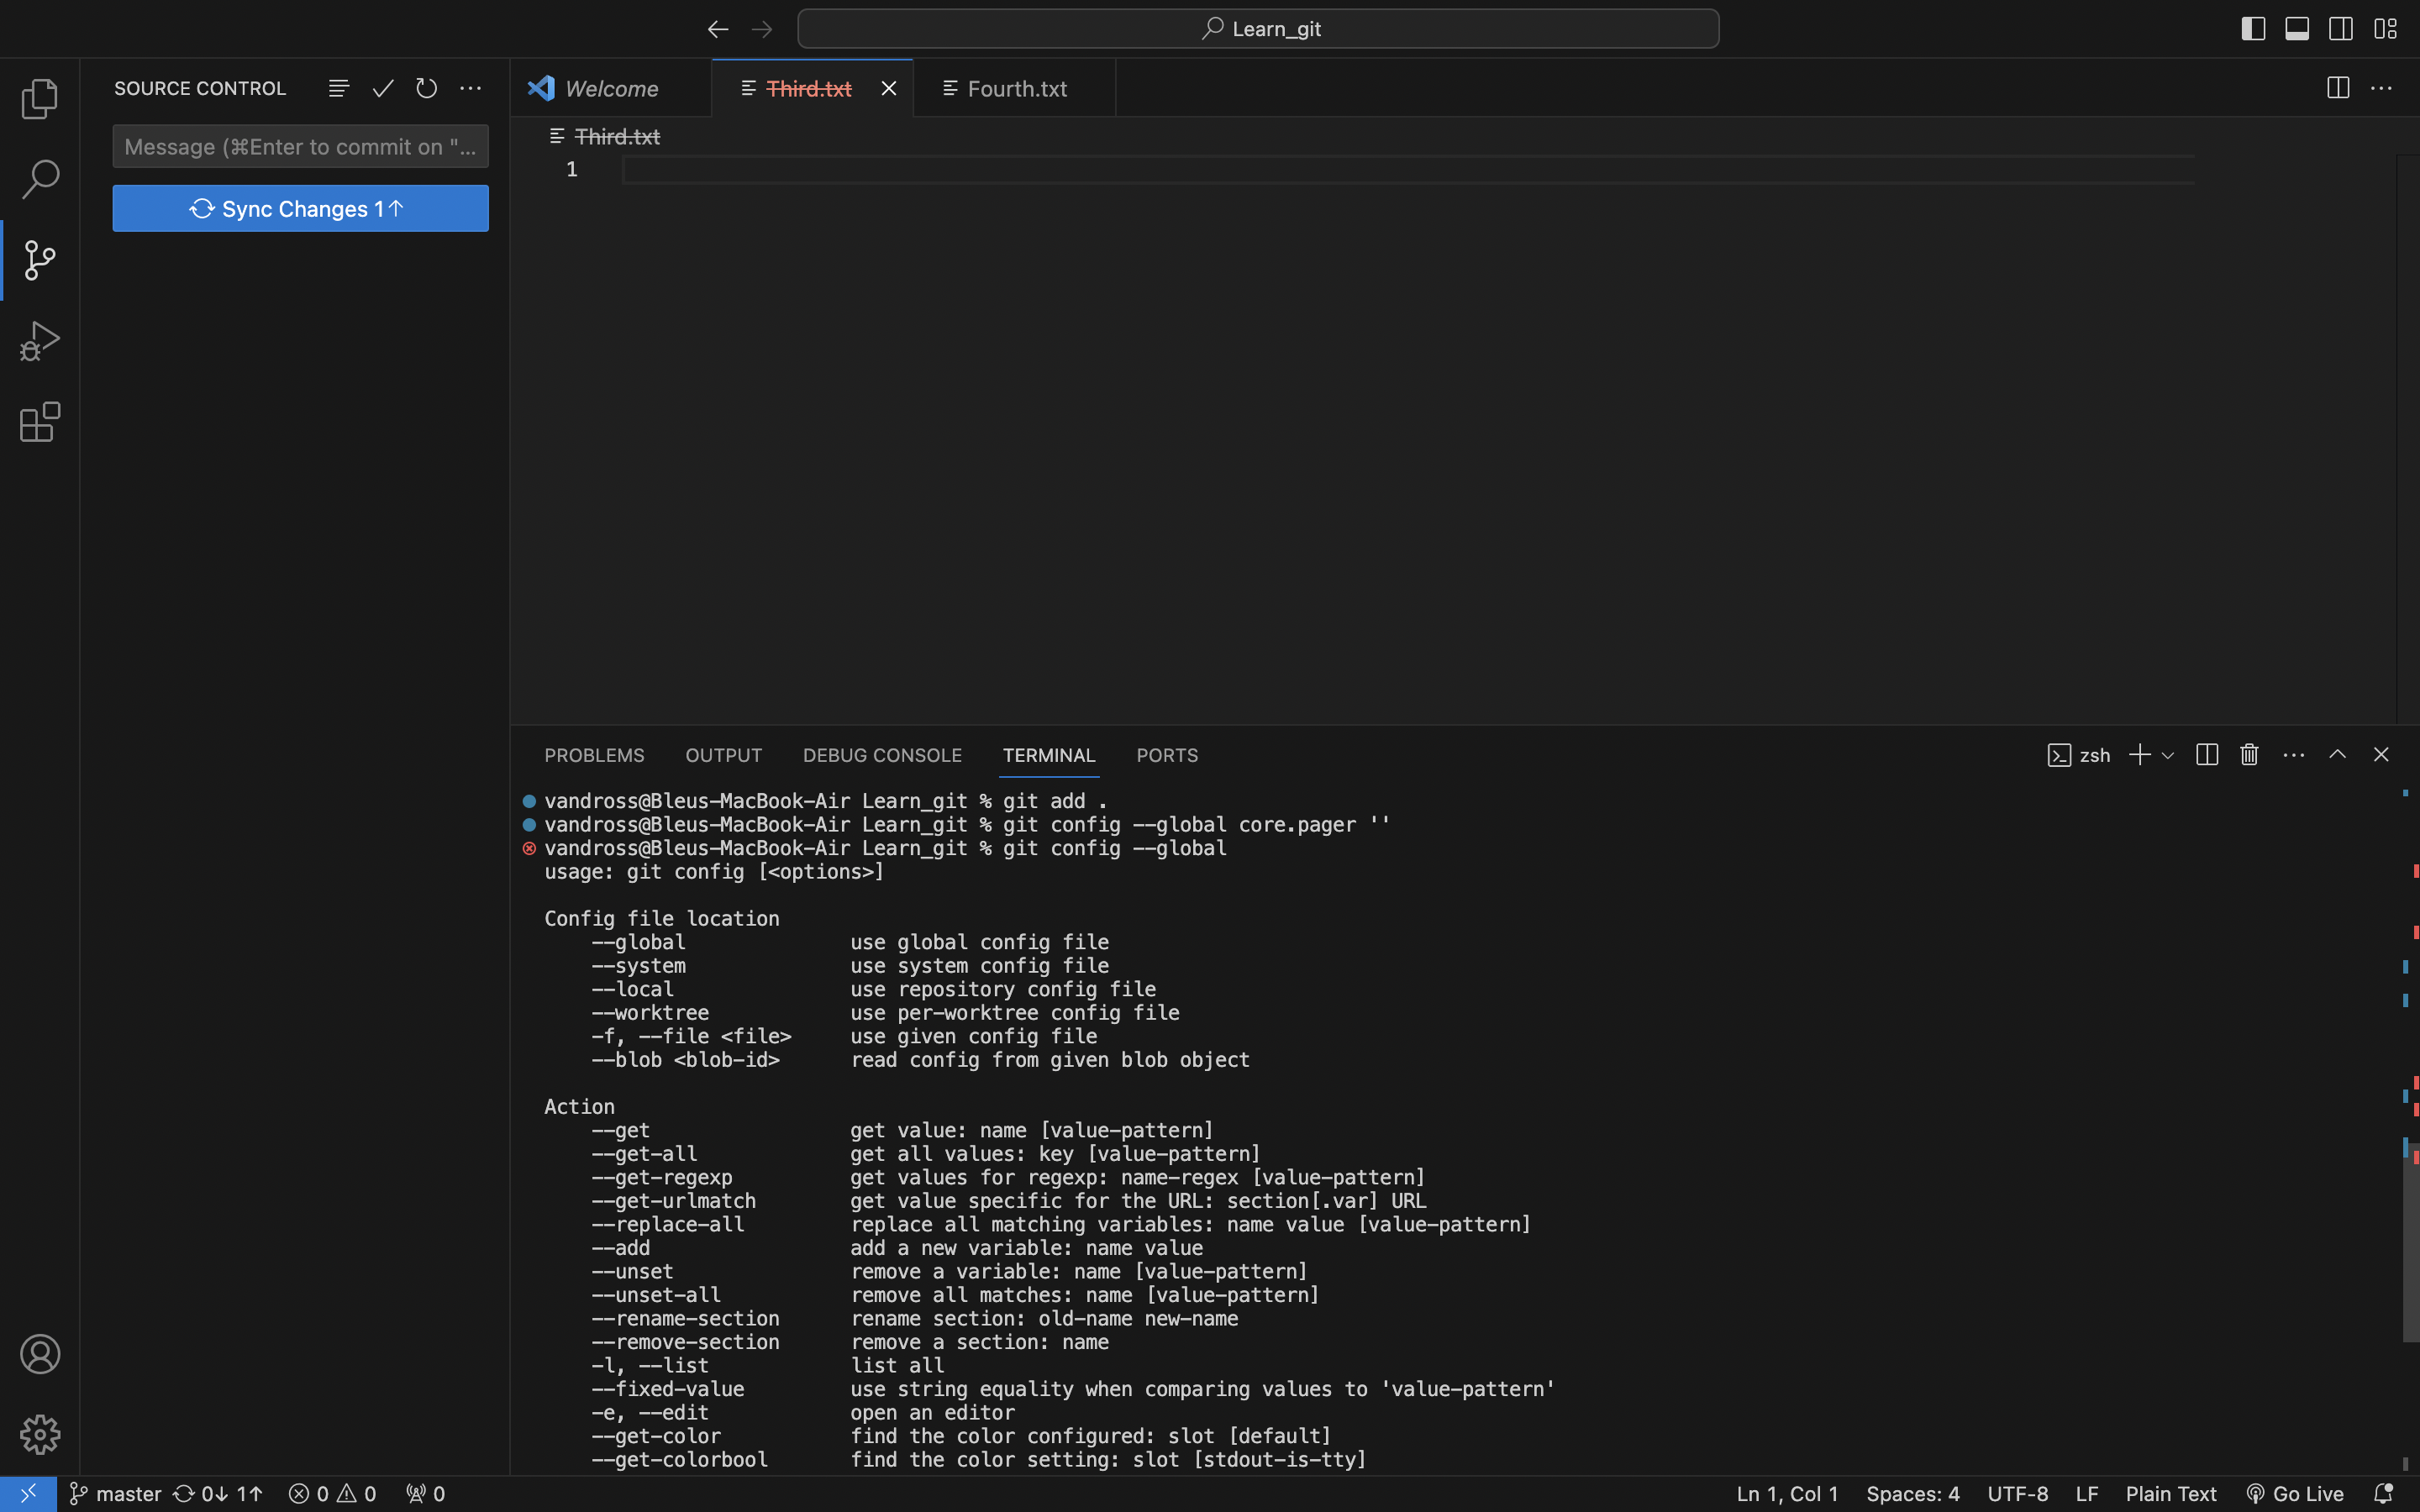 Learn_git
SOURCE CONTROL
Message (⌘Enter to commit on "...
Sync Changes 1↑
Welcome
Third.txt
Fourth.txt
Third.txt
1
PROBLEMS OUTPUT DEBUG CONSOLE TERMINAL PORTS
zsh
vandross@Bleus-MacBook-Air Learn_git % git add .
vandross@Bleus-MacBook-Air Learn_git % git config --global core.pager ''
vandross@Bleus-MacBook-Air Learn_git % git config --global
usage: git config [<options>]
Config file location
--global use global config file
--system use system config file
--local use repository config file
--worktree use per-worktree config file
-f, --file <file> use given config file
--blob <blob-id> read config from given blob object
Action
--get get value: name [value-pattern]
--get-all get all values: key [value-pattern]
--get-regexp get values for regexp: name-regex [value-pattern]
--get-urlmatch get value specific for the URL: section[.var] URL
--replace-all replace all matching variables: name value [value-pattern]
--add add a new variable: name value
--unset remove a variable: name [value-pattern]
--unset-all remove all matches: name [value-pattern]
--rename-section rename section: old-name new-name
--remove-section remove a section: name
-l, --list list all
--fixed-value use string equality when comparing values to 'value-pattern'
-e, --edit open an editor
--get-color find the color configured: slot [default]
--get-colorbool find the color setting: slot [stdout-is-tty]
master 0↓ 1↑ 0 0 0
Ln 1, Col 1 Spaces: 4 UTF-8 LF Plain Text Go Live